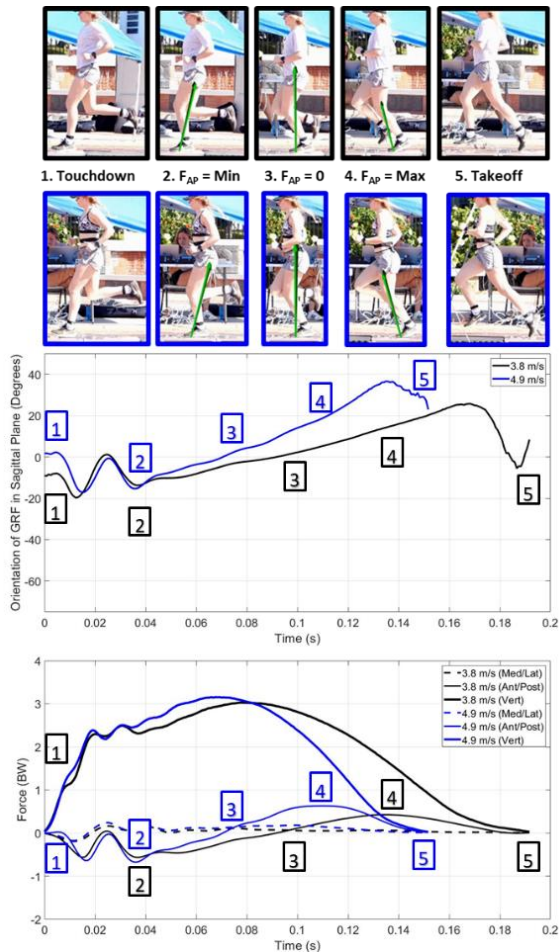 1. Touchdown 2. FAP = Min 3. FAP = 0 4. FAP = Max 5. Takeoff
Orientation of GRF in Sagittal Plane (Degrees)
40
20
0
-20
-40
-60
3.8 m/s
4.9 m/s
1
2
3
4
5
1
2
3
4
5
0 0.02 0.04 0.06 0.08 0.1 0.12 0.14 0.16 0.18 0.2
Time (s)
Force (BW)
4
3
2
1
0
-1
-2
3.8 m/s (Med/Lat)
3.8 m/s (Ant/Post)
3.8 m/s (Vert)
4.9 m/s (Med/Lat)
4.9 m/s (Ant/Post)
4.9 m/s (Vert)
1
1
2
2
3
3
4
4
5
5
0 0.02 0.04 0.06 0.08 0.1 0.12 0.14 0.16 0.18 0.2
Time (s)